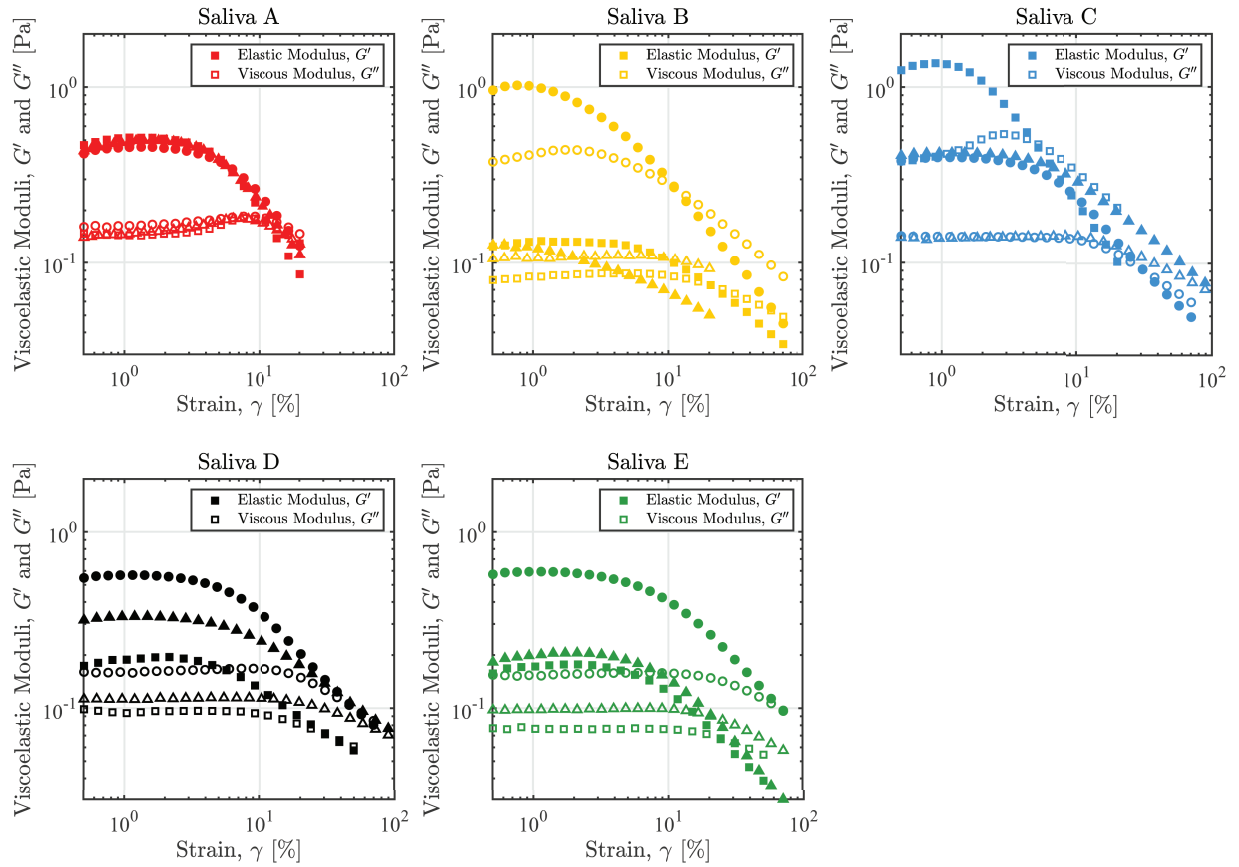 Saliva A
Viscoelastic Moduli, G′ and G″ [Pa]
Elastic Modulus, G′
Viscous Modulus, G″
10⁰
10⁻¹
10⁰
10¹
10²
Strain, γ [%]
Saliva B
Viscoelastic Moduli, G′ and G″ [Pa]
Elastic Modulus, G′
Viscous Modulus, G″
10⁰
10⁻¹
10⁰
10¹
10²
Strain, γ [%]
Saliva C
Viscoelastic Moduli, G′ and G″ [Pa]
Elastic Modulus, G′
Viscous Modulus, G″
10⁰
10⁻¹
10⁰
10¹
10²
Strain, γ [%]
Saliva D
Viscoelastic Moduli, G′ and G″ [Pa]
Elastic Modulus, G′
Viscous Modulus, G″
10⁰
10⁻¹
10⁰
10¹
10²
Strain, γ [%]
Saliva E
Viscoelastic Moduli, G′ and G″ [Pa]
Elastic Modulus, G′
Viscous Modulus, G″
10⁰
10⁻¹
10⁰
10¹
10²
Strain, γ [%]